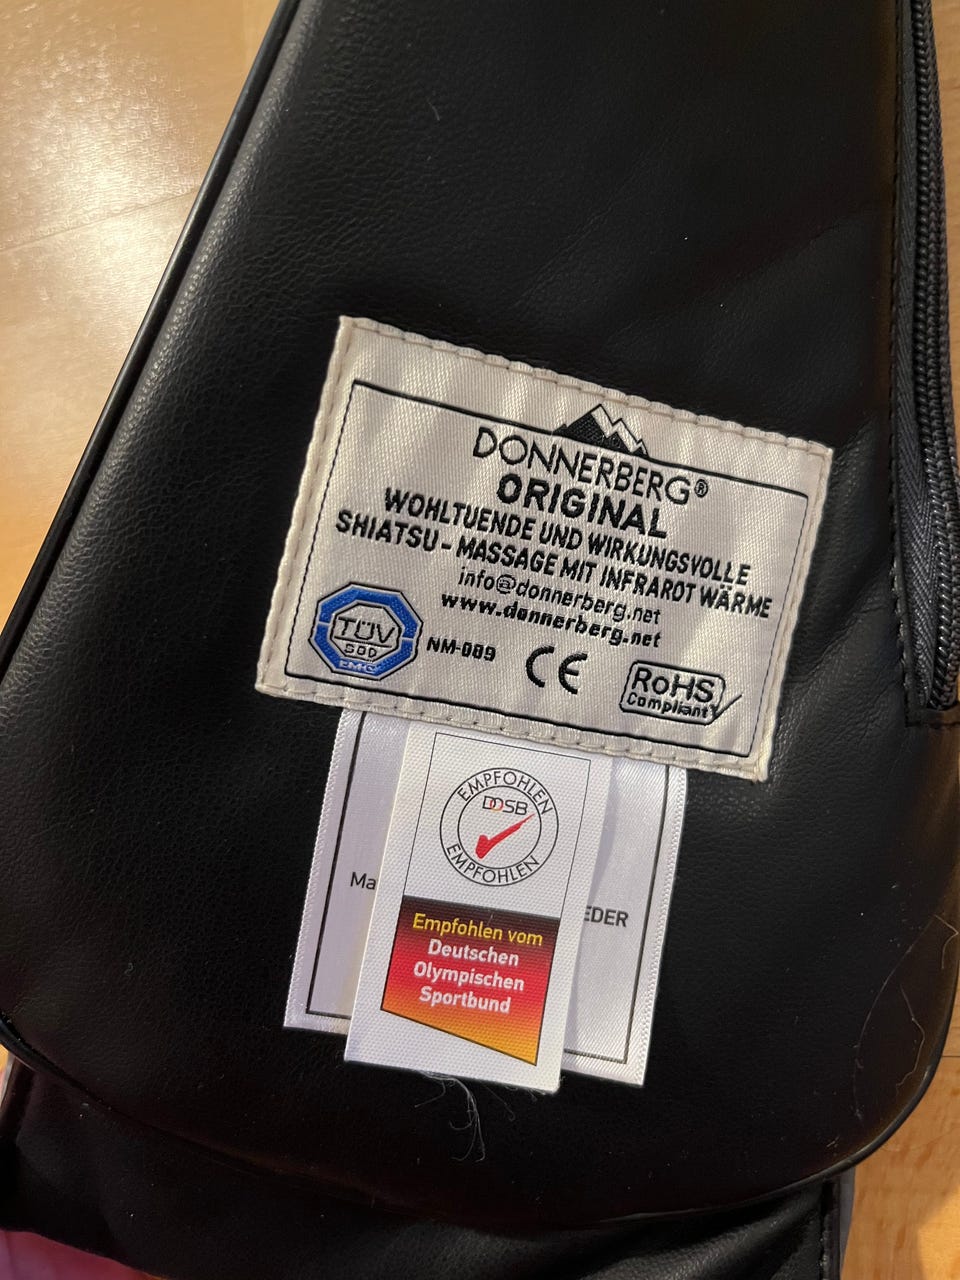 DONNERBERG®
ORIGINAL
WOHLTUENDE UND WIRKUNGSVOLLE
SHIATSU - MASSAGE MIT INFRAROT WÄRME
info@donnerberg.net
www.donnerberg.net
TÜV
SÜD
EMC
NM-089
CE
RoHS
Compliant
EMPFOHLEN
DOSB
EMPFOHLEN
Empfohlen vom
Deutschen
Olympischen
Sportbund